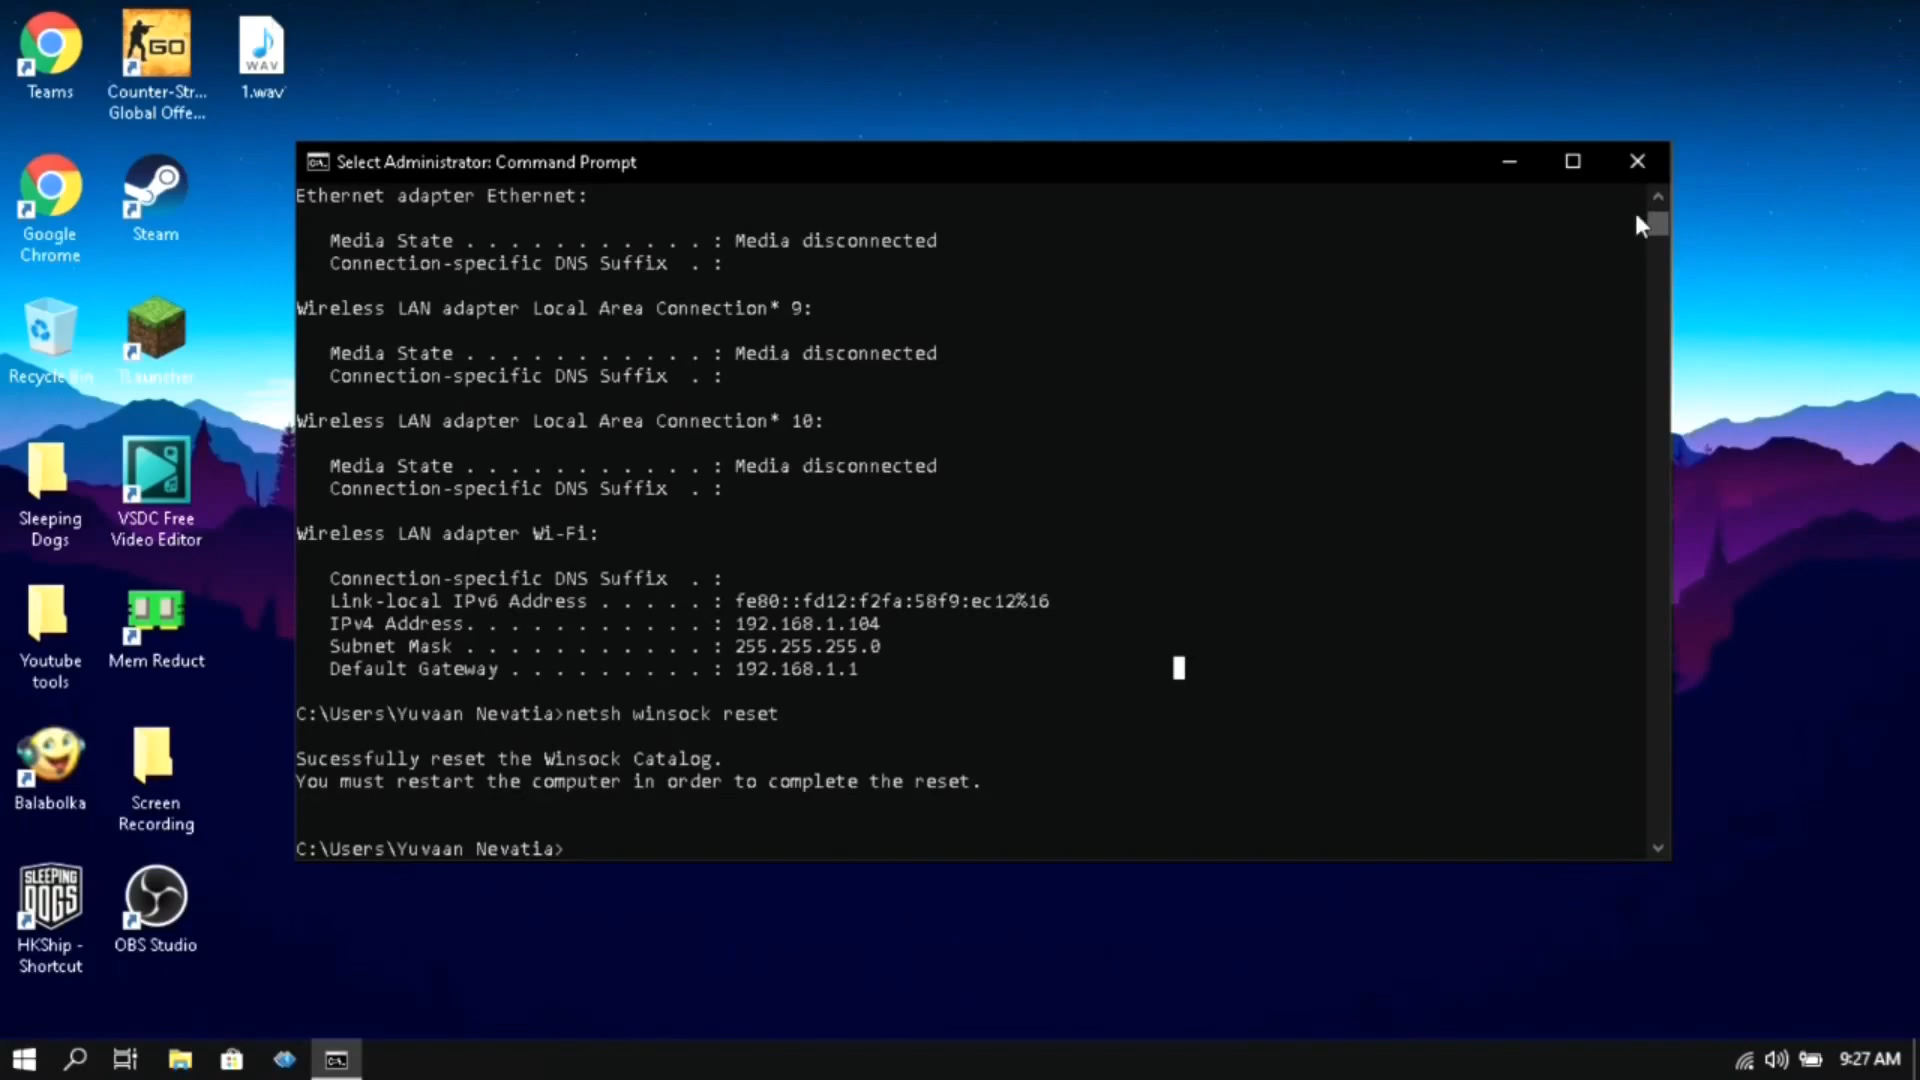 Teams
Counter-Str...
Global Offe...
GO
WAV
1.wav
Google
Chrome
Steam
Recycle Bin
TLauncher
Sleeping
Dogs
VSDC Free
Video Editor
Youtube
tools
Mem Reduct
Balabolka
Screen
Recording
SLEEPING
DOGS
HKShip -
Shortcut
OBS Studio
Select Administrator: Command Prompt
Ethernet adapter Ethernet:
Media State . . . . . . . . . . . : Media disconnected
Connection-specific DNS Suffix  . :
Wireless LAN adapter Local Area Connection* 9:
Media State . . . . . . . . . . . : Media disconnected
Connection-specific DNS Suffix  . :
Wireless LAN adapter Local Area Connection* 10:
Media State . . . . . . . . . . . : Media disconnected
Connection-specific DNS Suffix  . :
Wireless LAN adapter Wi-Fi:
Connection-specific DNS Suffix  . :
Link-local IPv6 Address . . . . . : fe80::fd12:f2fa:58f9:ec12%16
IPv4 Address. . . . . . . . . . . : 192.168.1.104
Subnet Mask . . . . . . . . . . . : 255.255.255.0
Default Gateway . . . . . . . . . : 192.168.1.1
C:\Users\Yuvaan Nevatia>netsh winsock reset
Sucessfully reset the Winsock Catalog.
You must restart the computer in order to complete the reset.
C:\Users\Yuvaan Nevatia>
9:27 AM